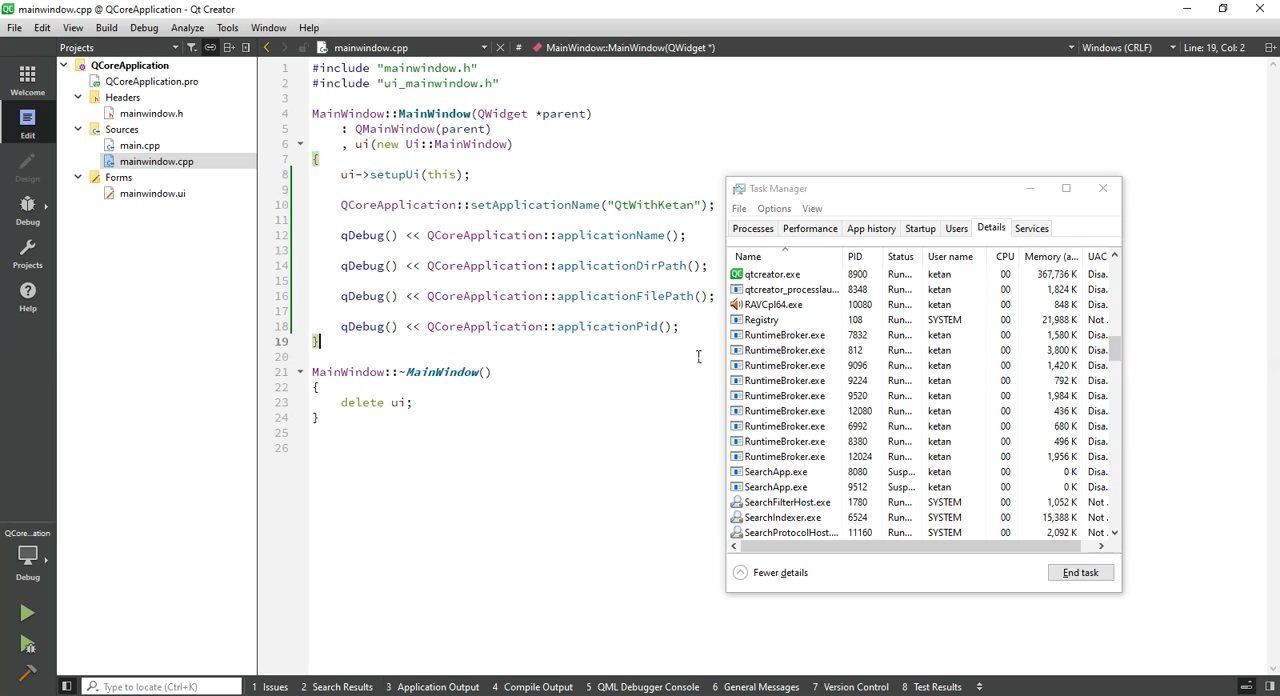 mainwindow.cpp @ QCoreApplication - Qt Creator
File Edit View Build Debug Analyze Tools Window Help
Projects mainwindow.cpp # MainWindow::MainWindow(QWidget *) Windows (CRLF) Line: 19, Col: 2
Welcome
Edit
Design
Debug
Projects
Help
QCore...ation
Debug
QCoreApplication
QCoreApplication.pro
Headers
mainwindow.h
Sources
main.cpp
mainwindow.cpp
Forms
mainwindow.ui
1 #include "mainwindow.h"
2 #include "ui_mainwindow.h"
3
4 MainWindow::MainWindow(QWidget *parent)
5 : QMainWindow(parent)
6 , ui(new Ui::MainWindow)
7 {
8 ui->setupUi(this);
9
10 QCoreApplication::setApplicationName("QtWithKetan");
11
12 qDebug() << QCoreApplication::applicationName();
13
14 qDebug() << QCoreApplication::applicationDirPath();
15
16 qDebug() << QCoreApplication::applicationFilePath();
17
18 qDebug() << QCoreApplication::applicationPid();
19 }
20
21 MainWindow::~MainWindow()
22 {
23 delete ui;
24 }
25
26
Task Manager
File Options View
Processes Performance App history Startup Users Details Services
Name PID Status User name CPU Memory (a... UAC
qtcreator.exe 8900 Run... ketan 00 367,736 K Disa.
qtcreator_processlau... 8348 Run... ketan 00 1,824 K Disa.
RAVCpl64.exe 10080 Run... ketan 00 848 K Disa.
Registry 108 Run... SYSTEM 00 21,988 K Not.
RuntimeBroker.exe 7832 Run... ketan 00 1,580 K Disa.
RuntimeBroker.exe 812 Run... ketan 00 3,800 K Disa.
RuntimeBroker.exe 9096 Run... ketan 00 1,420 K Disa.
RuntimeBroker.exe 9224 Run... ketan 00 792 K Disa.
RuntimeBroker.exe 9520 Run... ketan 00 1,984 K Disa.
RuntimeBroker.exe 12080 Run... ketan 00 436 K Disa.
RuntimeBroker.exe 6992 Run... ketan 00 680 K Disa.
RuntimeBroker.exe 8380 Run... ketan 00 496 K Disa.
RuntimeBroker.exe 12024 Run... ketan 00 1,956 K Disa.
SearchApp.exe 8080 Susp... ketan 00 0 K Disa.
SearchApp.exe 9512 Susp... ketan 00 0 K Disa.
SearchFilterHost.exe 1780 Run... SYSTEM 00 1,052 K Not.
SearchIndexer.exe 6524 Run... SYSTEM 00 15,388 K Not.
SearchProtocolHost.... 11160 Run... SYSTEM 00 2,092 K Not.
Fewer details End task
Type to locate (Ctrl+K) 1 Issues 2 Search Results 3 Application Output 4 Compile Output 5 QML Debugger Console 6 General Messages 7 Version Control 8 Test Results